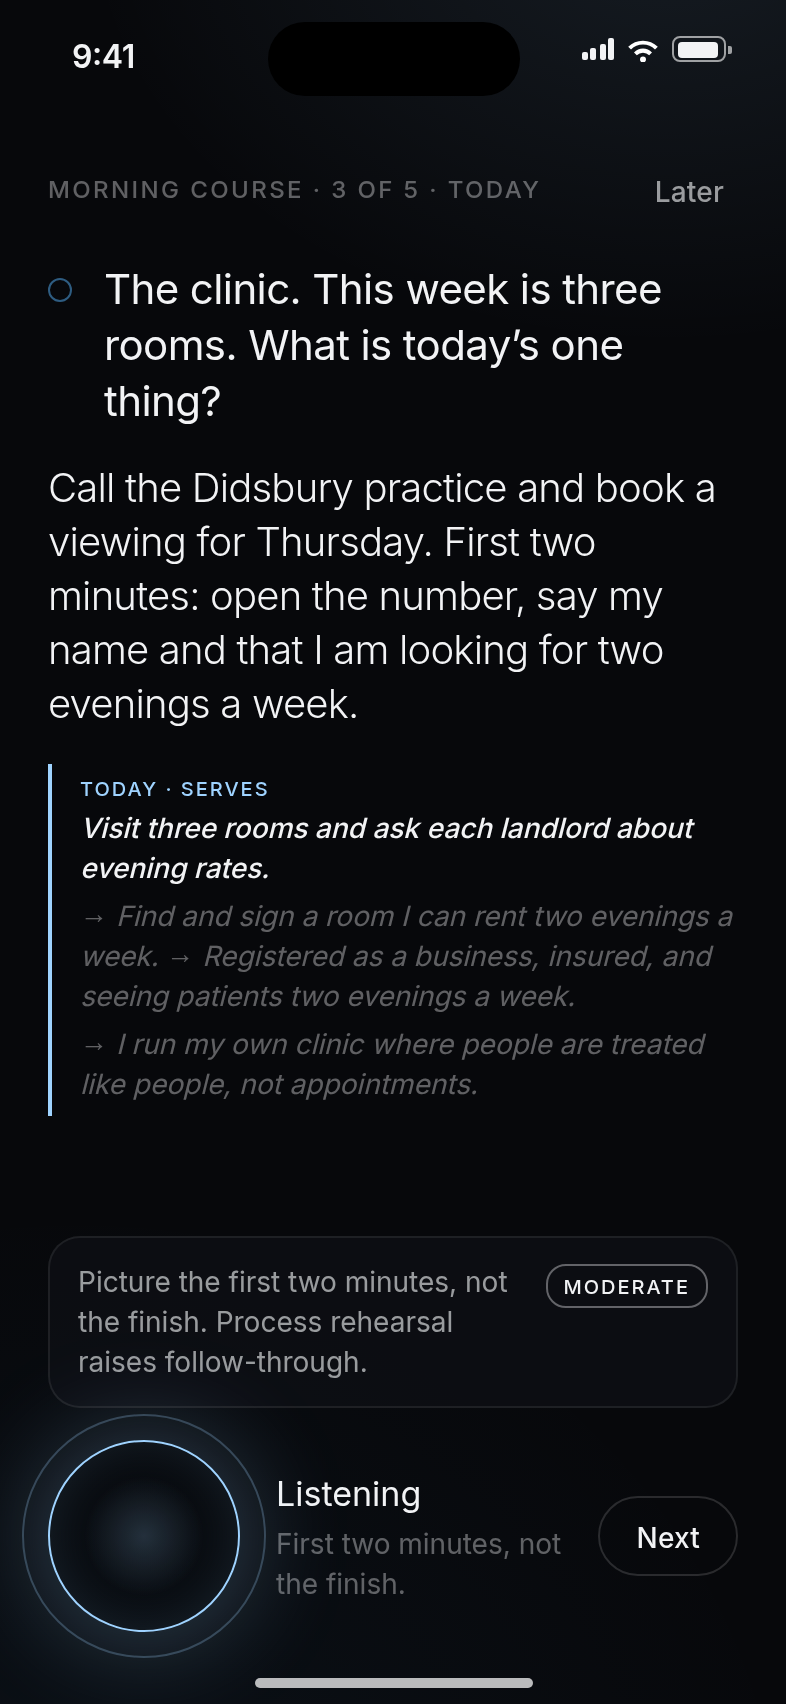 9:41
MORNING COURSE · 3 OF 5 · TODAY
Later
The clinic. This week is three
rooms. What is today’s one
thing?
Call the Didsbury practice and book a
viewing for Thursday. First two
minutes: open the number, say my
name and that I am looking for two
evenings a week.
TODAY · SERVES
Visit three rooms and ask each landlord about
evening rates.
→ Find and sign a room I can rent two evenings a
week. → Registered as a business, insured, and
seeing patients two evenings a week.
→ I run my own clinic where people are treated
like people, not appointments.
Picture the first two minutes, not
the finish. Process rehearsal
raises follow-through.
MODERATE
Listening
First two minutes, not
the finish.
Next